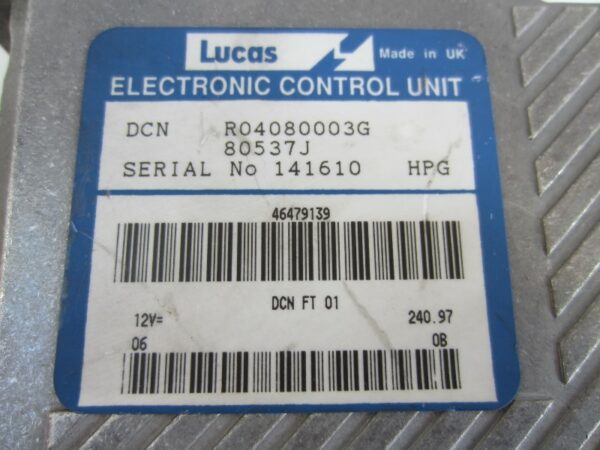 Lucas Made in UK
ELECTRONIC CONTROL UNIT
DCN R04080003G
80537J
SERIAL No 141610 HPG
46479139
DCN FT 01
12V= 240.97
06 0B